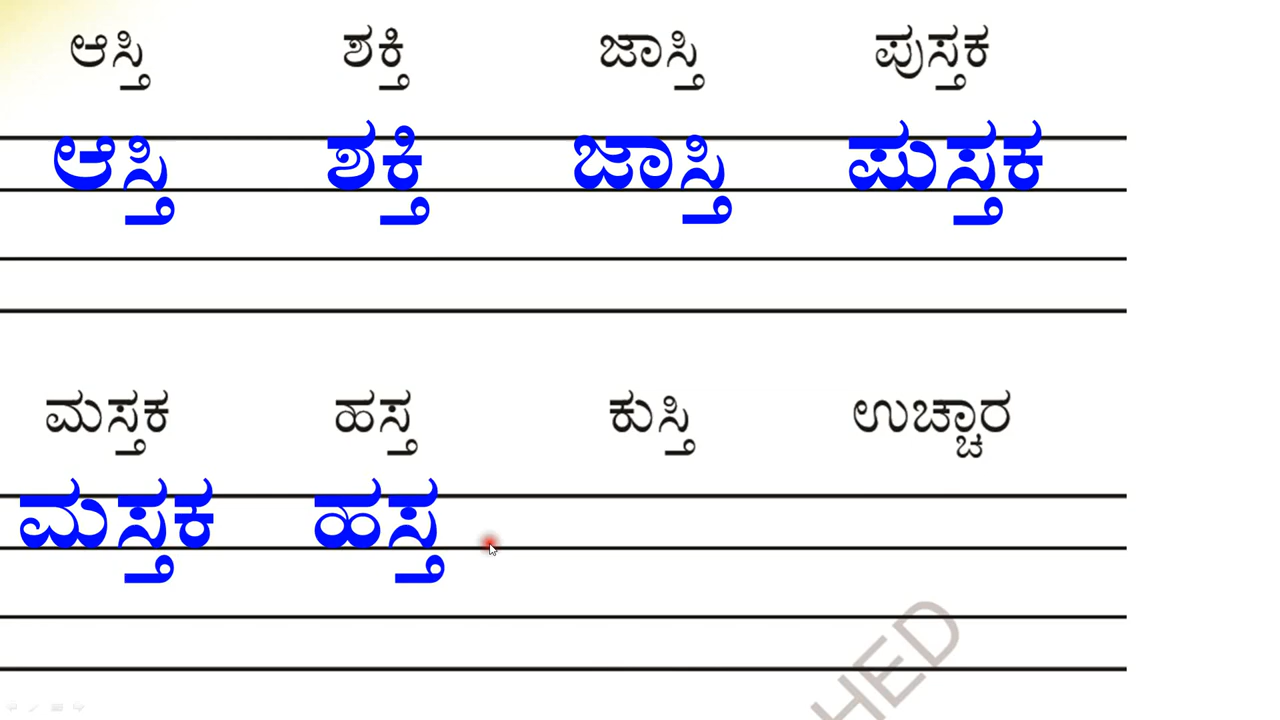 ಆಸ್ತಿ ಶಕ್ತಿ ಜಾಸ್ತಿ ಪುಸ್ತಕ
ಆಸ್ತಿ ಶಕ್ತಿ ಜಾಸ್ತಿ ಪುಸ್ತಕ
ಮಸ್ತಕ ಹಸ್ತ ಕುಸ್ತಿ ಉಚ್ಚಾರ
ಮಸ್ತಕ ಹಸ್ತ
HED